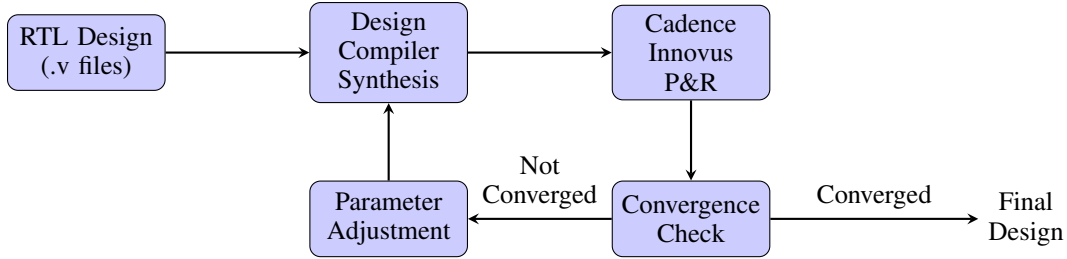 RTL Design
(.v files)
Design
Compiler
Synthesis
Cadence
Innovus
P&R
Parameter
Adjustment
Not
Converged
Convergence
Check
Converged
Final
Design